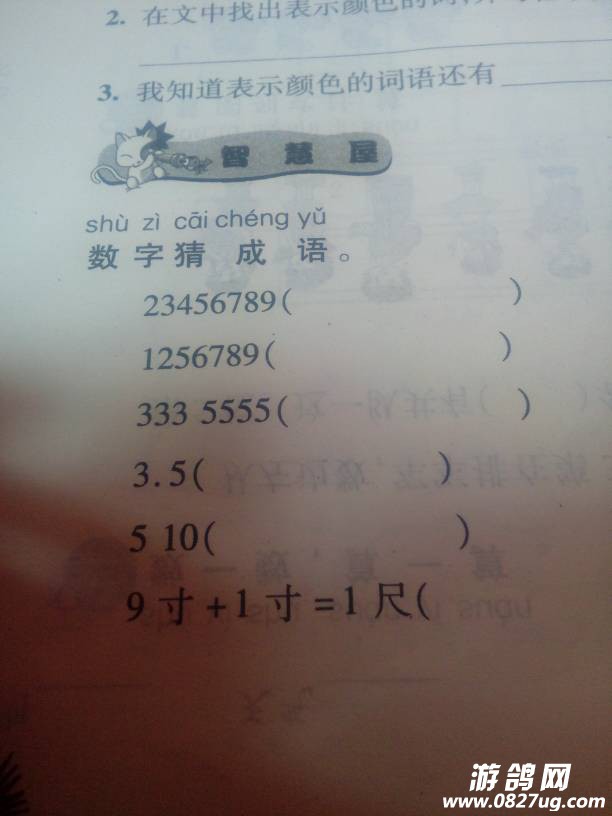 2. 在文中找出表示颜色的词,
3. 我知道表示颜色的词语还有
智 慧 屋
shù zì cāi chéng yǔ
数 字 猜 成 语。
23456789( )
1256789( )
333 5555( )
3.5( )
5 10( )
9 寸 + 1 寸 = 1 尺(
游鸽网
www.0827ug.com